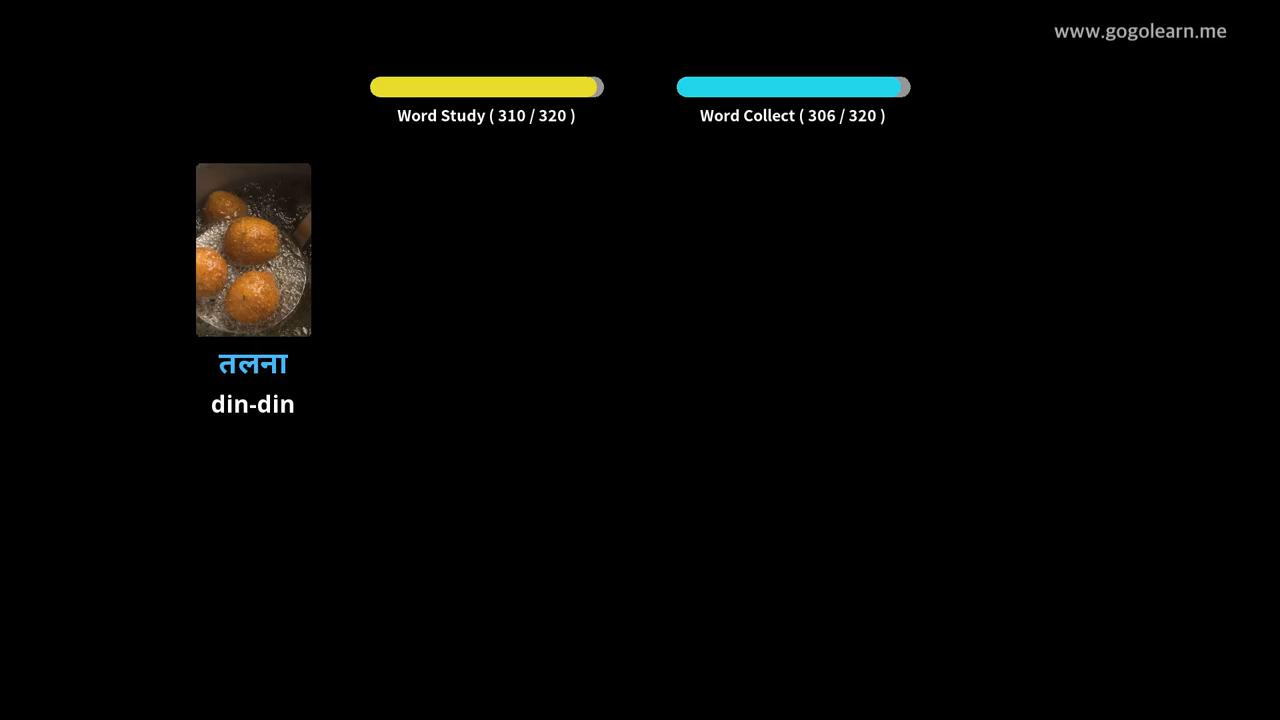 www.gogolearn.me
Word Study ( 310 / 320 )
Word Collect ( 306 / 320 )
तलना
din-din